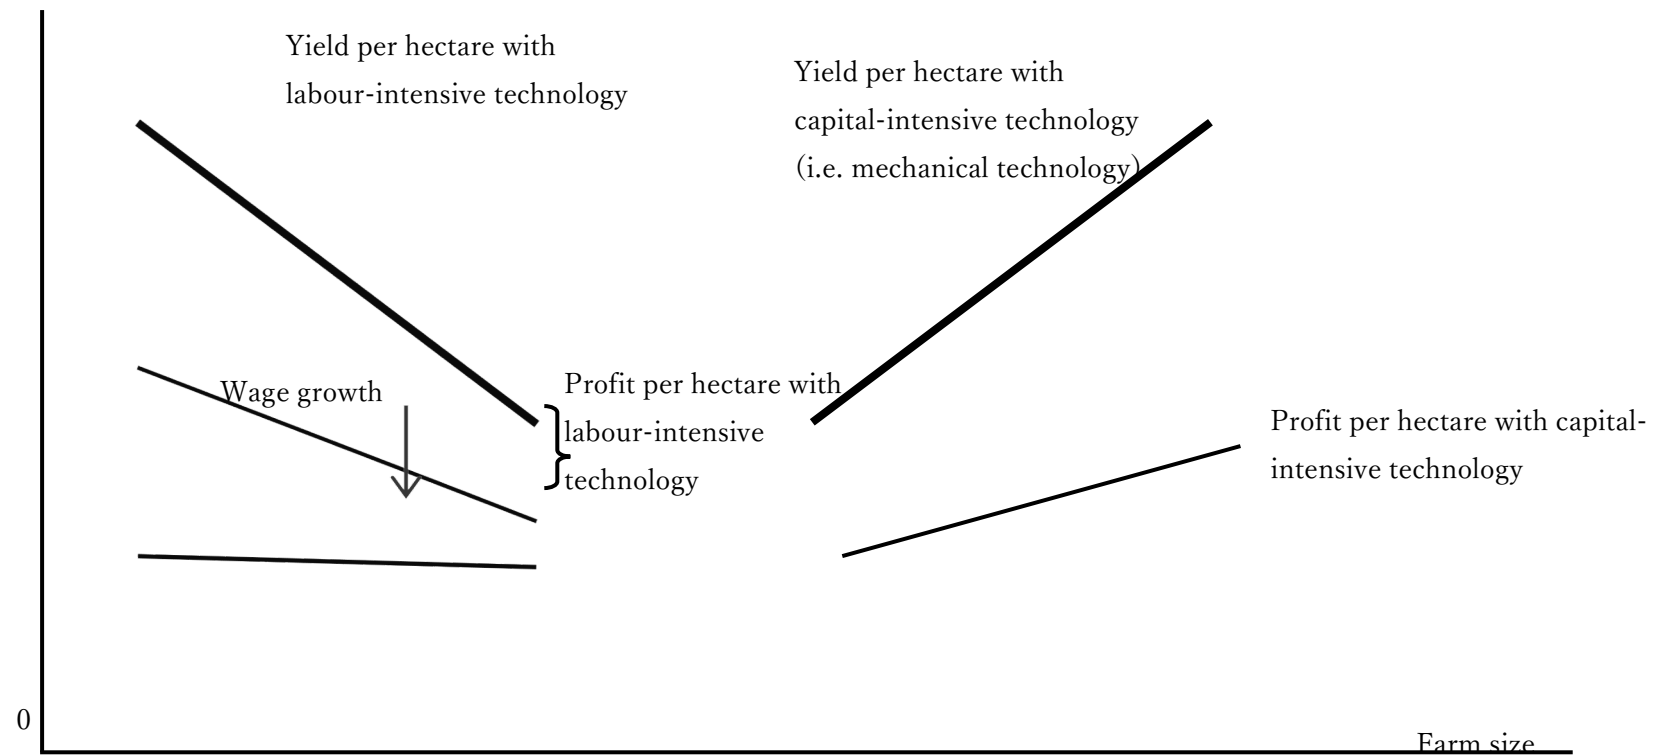 Yield per hectare with
labour-intensive technology
Yield per hectare with
capital-intensive technology
(i.e. mechanical technology)
Wage growth
Profit per hectare with
labour-intensive
technology
Profit per hectare with capital-
intensive technology
0
Farm size